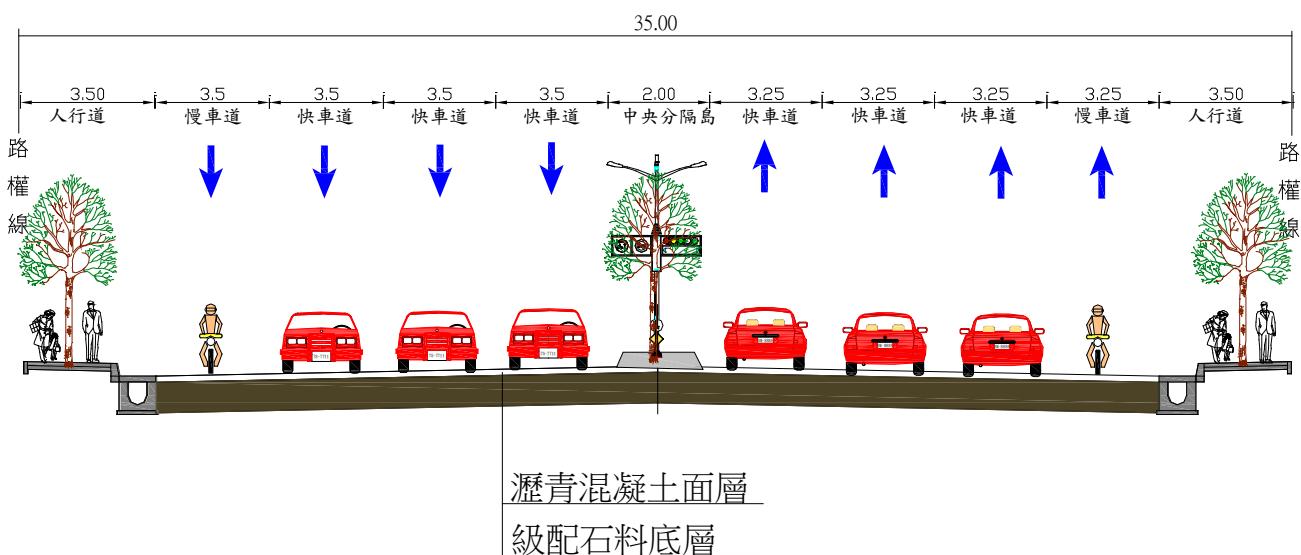 35.00
3.50 3.5 3.5 3.5 3.5 2.00 3.25 3.25 3.25 3.25 3.50
人行道 慢車道 快車道 快車道 快車道 中央分隔島 快車道 快車道 快車道 慢車道 人行道
路權線
路權線
瀝青混凝土面層
級配石料底層